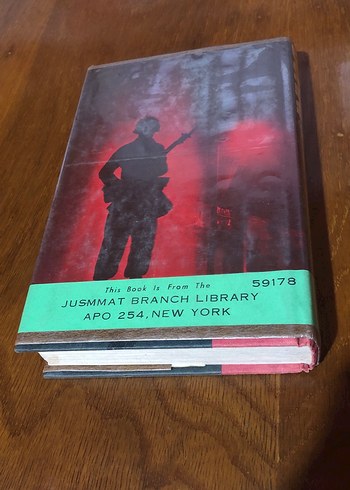 This Book Is From The 59178
JUSMMAT BRANCH LIBRARY
APO 254, NEW YORK